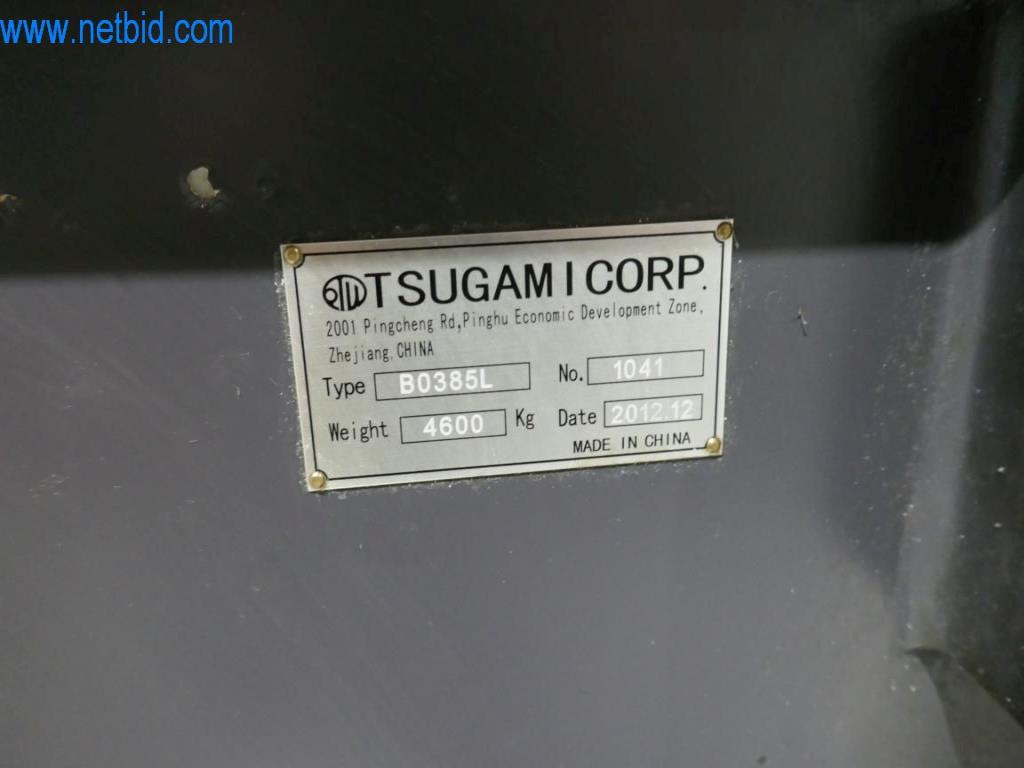 www.netbid.com
TSUGAMI CORP.
2001 Pingcheng Rd,Pinghu Economic Development Zone,
Zhejiang,CHINA
Type B0385L No. 1041
Weight 4600 Kg Date 2012.12
MADE IN CHINA